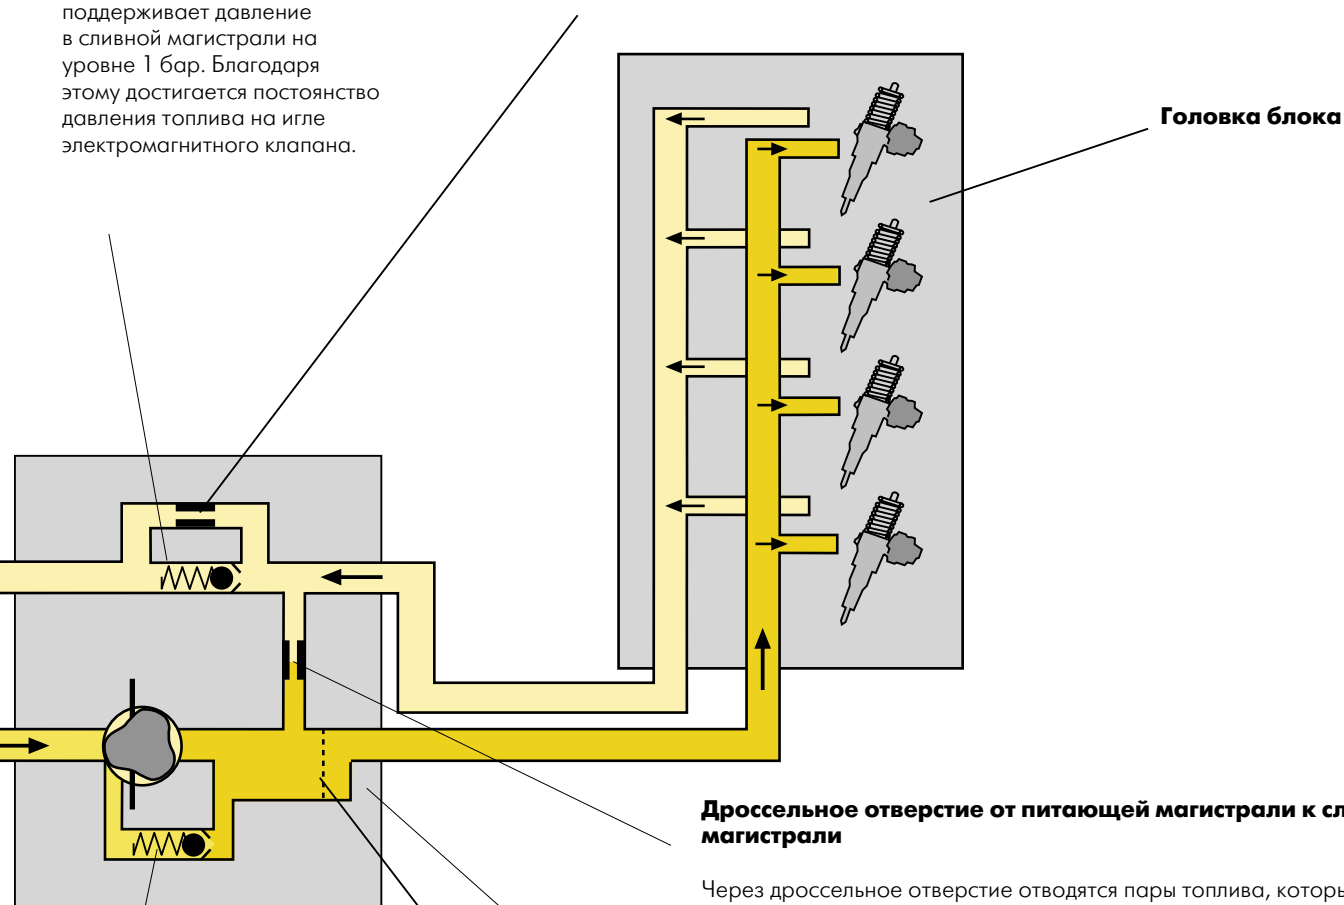 поддерживает давление
в сливной магистрали на
уровне 1 бар. Благодаря
этому достигается постоянство
давления топлива на игле
электромагнитного клапана.
Головка блока
Дроссельное отверстие от питающей магистрали к сл
магистрали
Через дроссельное отверстие отводятся пары топлива, которы